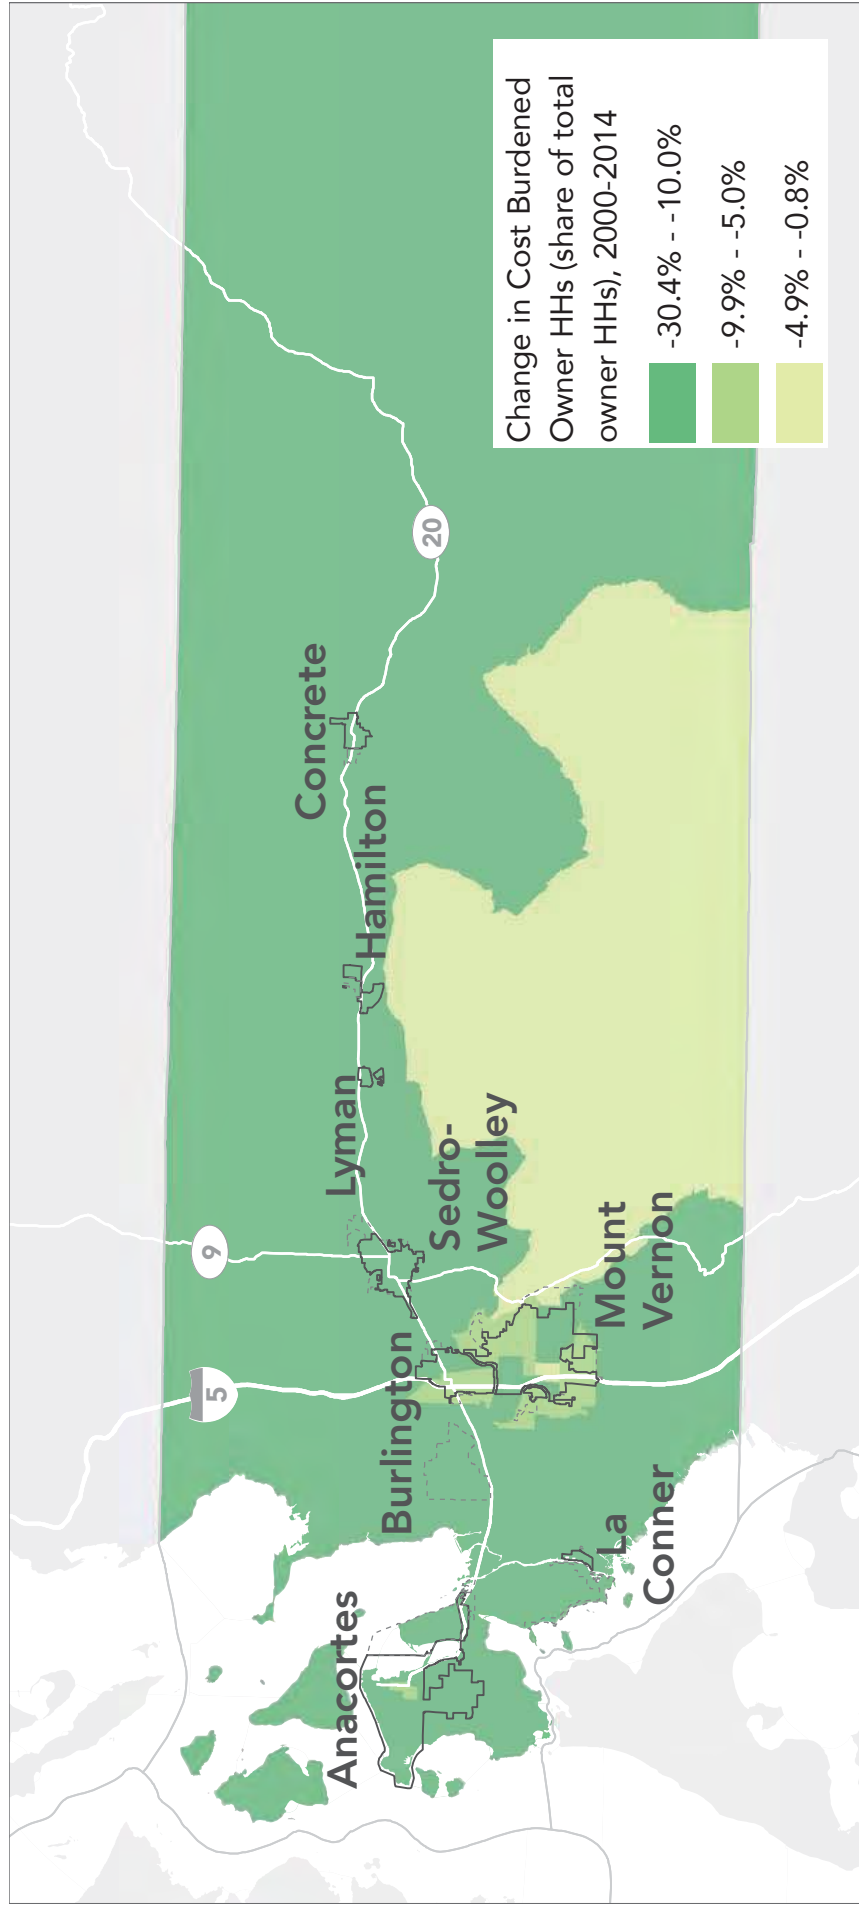 Change in Cost Burdened
Owner HHs (share of total
owner HHs), 2000-2014
-30.4% - -10.0%
-9.9% - -5.0%
-4.9% - -0.8%
9
5
20
Concrete
Hamilton
Lyman
Sedro-
Woolley
Burlington
Mount
Vernon
Anacortes
La
Conner